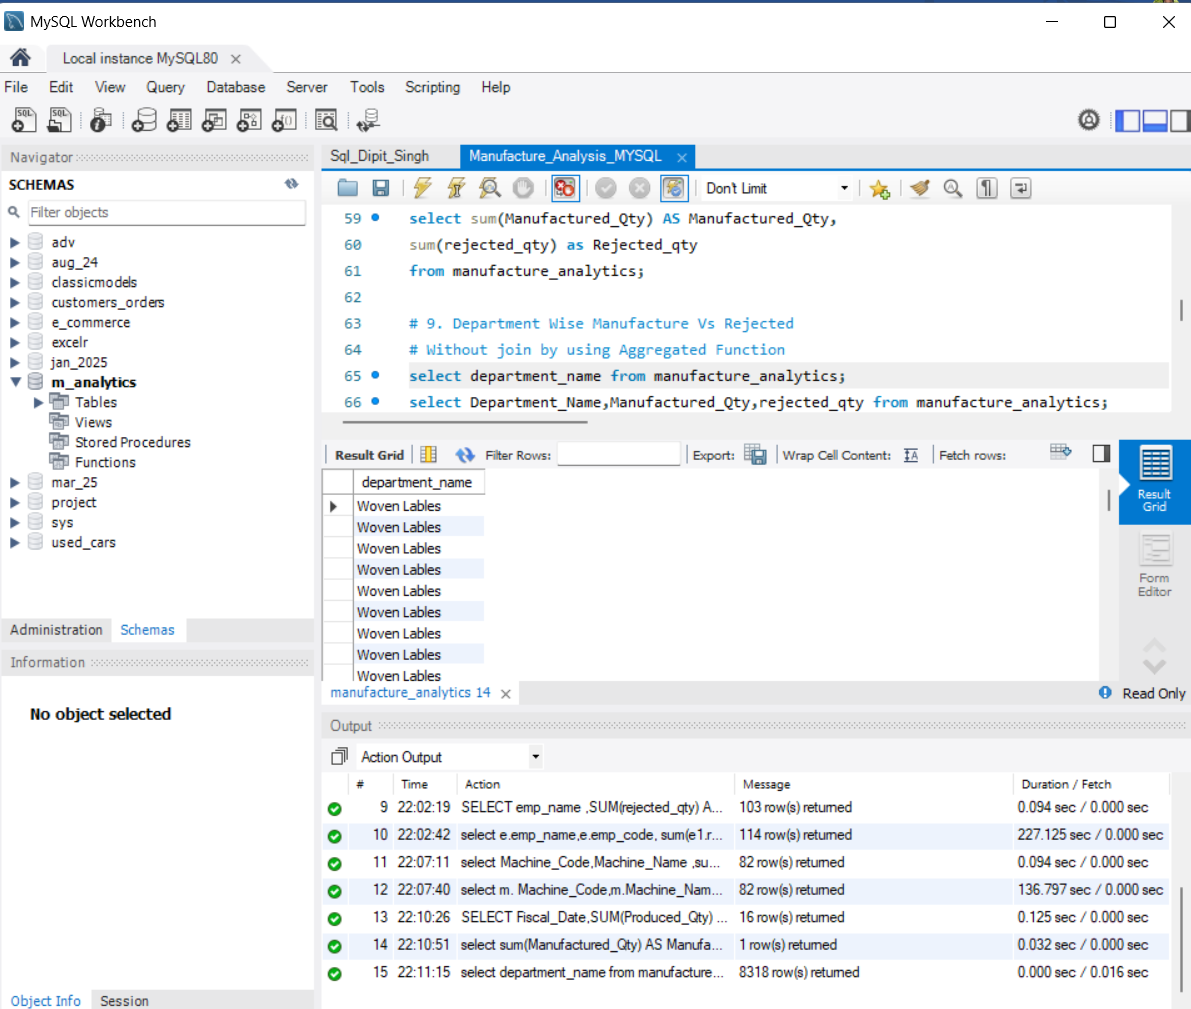 MySQL Workbench
Local instance MySQL80
File Edit View Query Database Server Tools Scripting Help
Navigator
SCHEMAS
Filter objects
adv
aug_24
classicmodels
customers_orders
e_commerce
excelr
jan_2025
m_analytics
Tables
Views
Stored Procedures
Functions
mar_25
project
sys
used_cars
Administration Schemas
Information
No object selected
Object Info Session
Sql_Dipit_Singh Manufacture_Analysis_MYSQL
Don't Limit
59 select sum(Manufactured_Qty) AS Manufactured_Qty,
60 sum(rejected_qty) as Rejected_qty
61 from manufacture_analytics;
62
63 # 9. Department Wise Manufacture Vs Rejected
64 # Without join by using Aggregated Function
65 select department_name from manufacture_analytics;
66 select Department_Name,Manufactured_Qty,rejected_qty from manufacture_analytics;
Result Grid Filter Rows: Export: Wrap Cell Content: Fetch rows:
department_name
Woven Lables
Woven Lables
Woven Lables
Woven Lables
Woven Lables
Woven Lables
Woven Lables
Woven Lables
Woven Lables
Result
Grid
Form
Editor
manufacture_analytics 14
Read Only
Output
Action Output
# Time Action Message Duration / Fetch
9 22:02:19 SELECT emp_name ,SUM(rejected_qty) A... 103 row(s) returned 0.094 sec / 0.000 sec
10 22:02:42 select e.emp_name,e.emp_code, sum(e1.r... 114 row(s) returned 227.125 sec / 0.000 sec
11 22:07:11 select Machine_Code,Machine_Name ,su... 82 row(s) returned 0.094 sec / 0.000 sec
12 22:07:40 select m. Machine_Code,m.Machine_Nam... 82 row(s) returned 136.797 sec / 0.000 sec
13 22:10:26 SELECT Fiscal_Date,SUM(Produced_Qty) ... 16 row(s) returned 0.125 sec / 0.000 sec
14 22:10:51 select sum(Manufactured_Qty) AS Manufa... 1 row(s) returned 0.032 sec / 0.000 sec
15 22:11:15 select department_name from manufacture... 8318 row(s) returned 0.000 sec / 0.016 sec